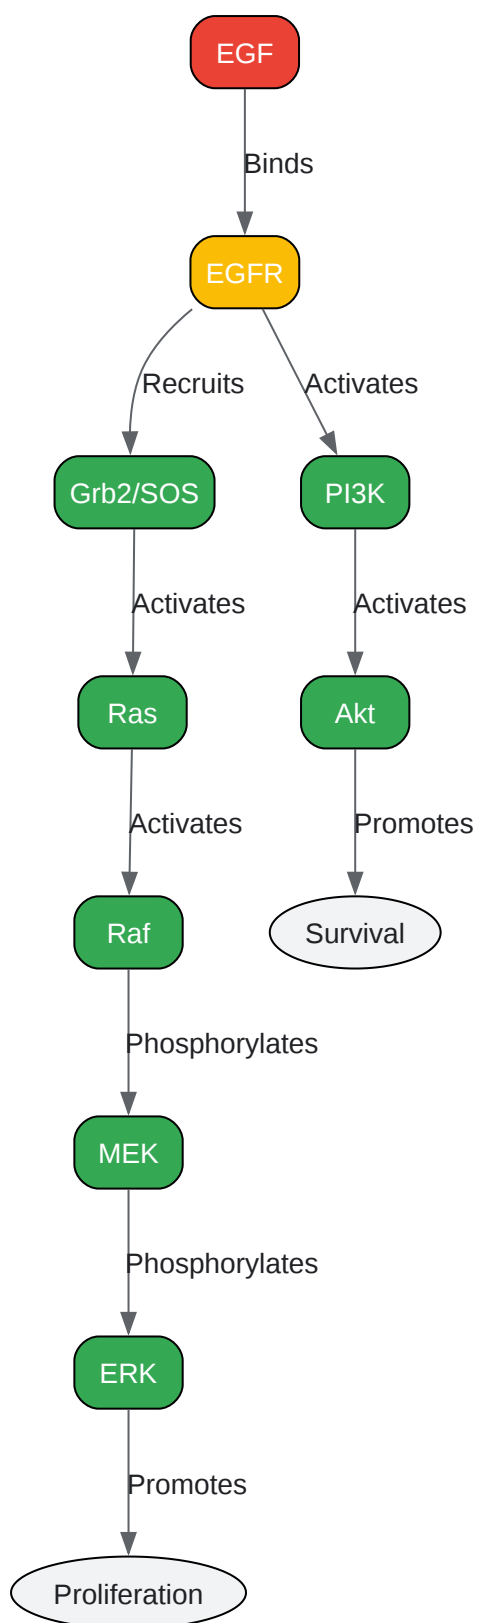 EGF
Binds
EGFR
Recruits
Activates
Grb2/SOS
PI3K
Activates
Activates
Ras
Akt
Activates
Promotes
Raf
Survival
Phosphorylates
MEK
Phosphorylates
ERK
Promotes
Proliferation